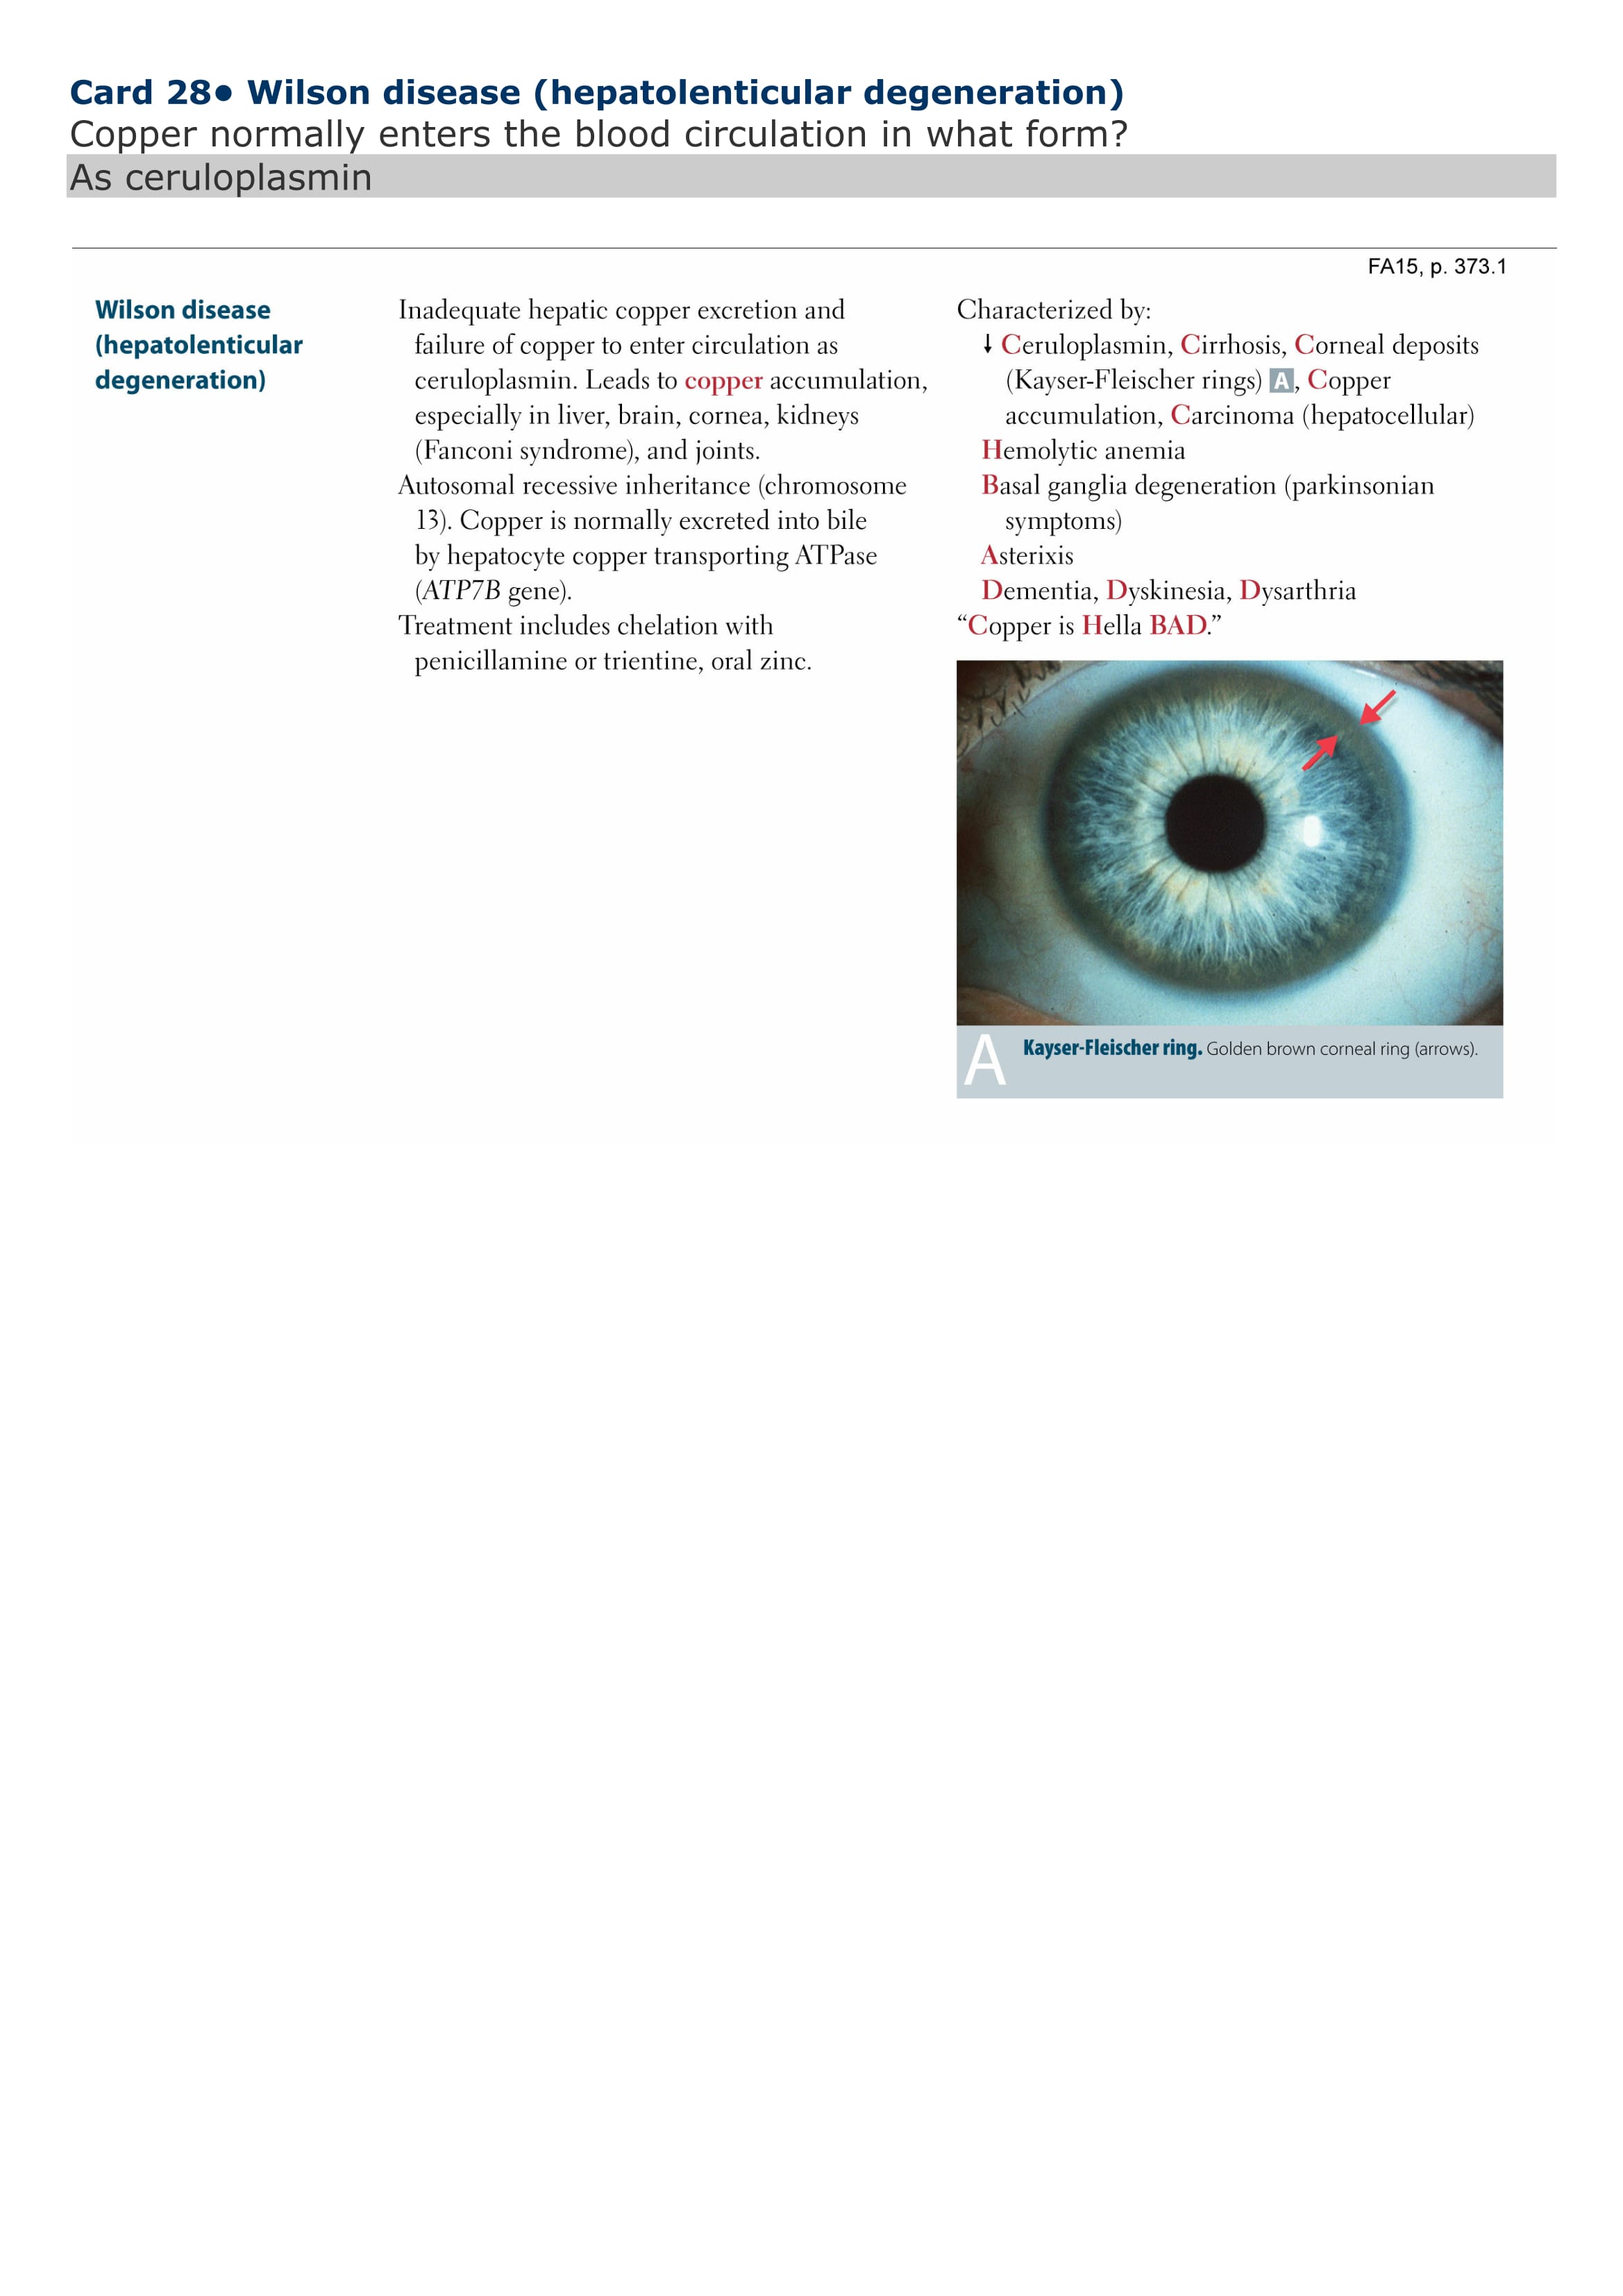 Card 28• Wilson disease (hepatolenticular degeneration)
Copper normally enters the blood circulation in what form?
As ceruloplasmin
FA15, p. 373.1
Wilson disease
(hepatolenticular
degeneration)
Inadequate hepatic copper excretion and
failure of copper to enter circulation as
ceruloplasmin. Leads to copper accumulation,
especially in liver, brain, cornea, kidneys
(Fanconi syndrome), and joints.
Autosomal recessive inheritance (chromosome
13). Copper is normally excreted into bile
by hepatocyte copper transporting ATPase
(ATP7B gene).
Treatment includes chelation with
penicillamine or trientine, oral zinc.
Characterized by:
↓ Ceruloplasmin, Cirrhosis, Corneal deposits
(Kayser-Fleischer rings) A, Copper
accumulation, Carcinoma (hepatocellular)
Hemolytic anemia
Basal ganglia degeneration (parkinsonian
symptoms)
Asterixis
Dementia, Dyskinesia, Dysarthria
“Copper is Hella BAD.”
A Kayser-Fleischer ring. Golden brown corneal ring (arrows).